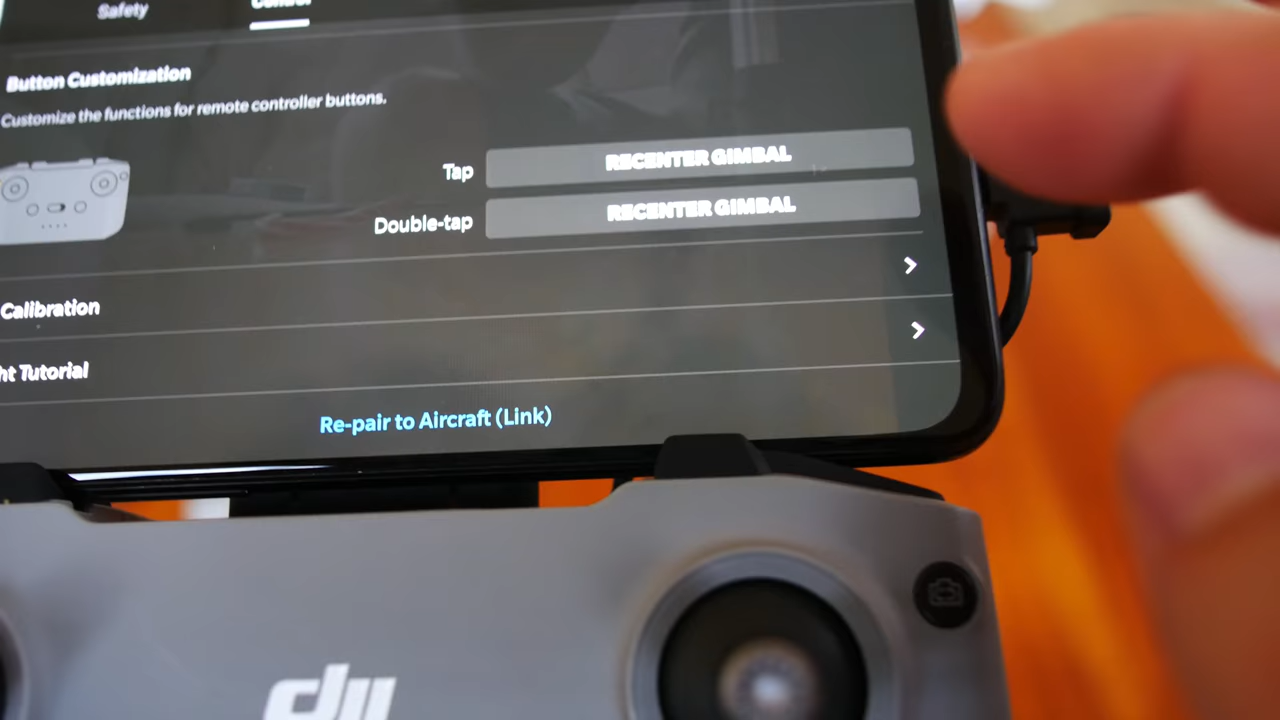 Safety
Control
Button Customization
Customize the functions for remote controller buttons.
Tap
RECENTER GIMBAL
Double-tap
RECENTER GIMBAL
Calibration
ht Tutorial
Re-pair to Aircraft (Link)
dji